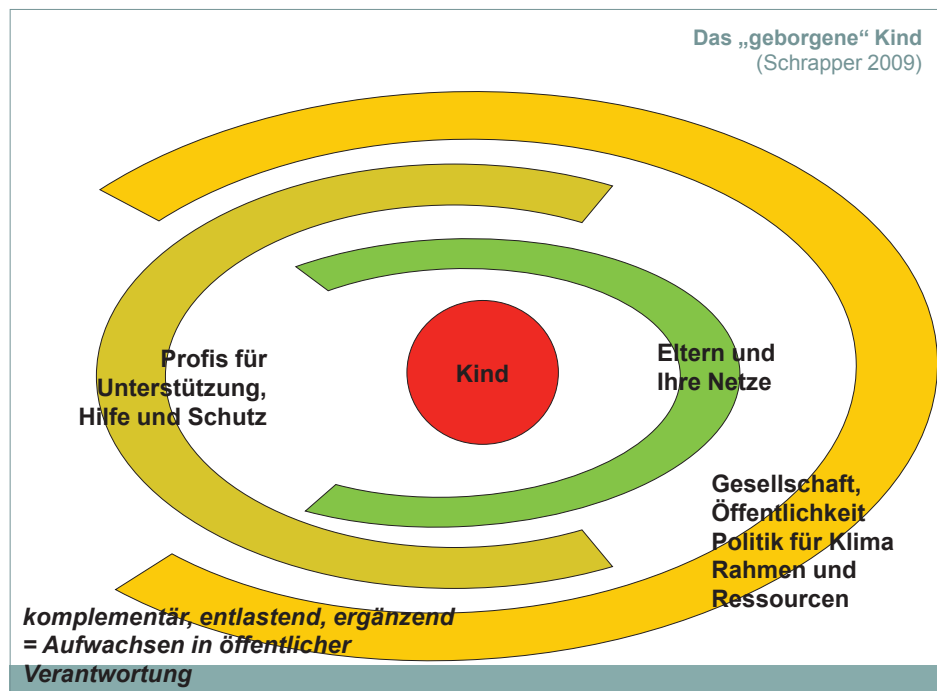 Das „geborgene“ Kind
(Schrapper 2009)
Profis für
Unterstützung,
Hilfe und Schutz
Kind
Eltern und
Ihre Netze
Gesellschaft,
Öffentlichkeit
Politik für Klima
Rahmen und
Ressourcen
komplementär, entlastend, ergänzend
= Aufwachsen in öffentlicher
Verantwortung